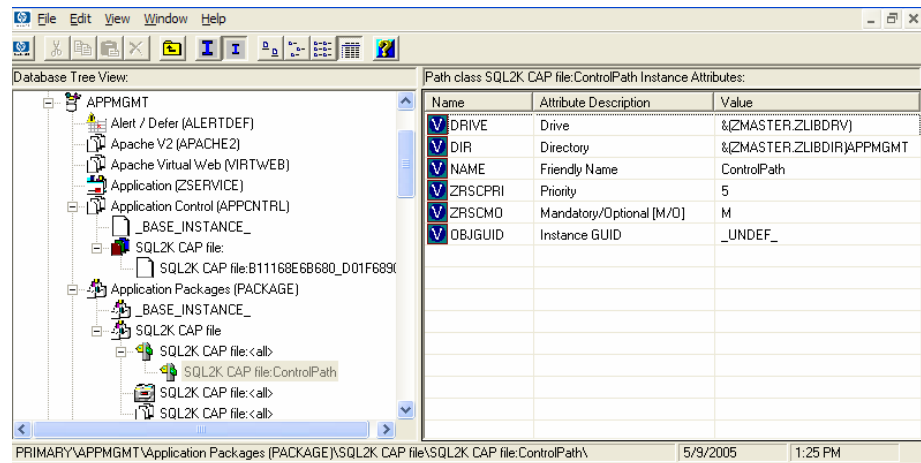 File Edit View Window Help
Database Tree View:
Path class SQL2K CAP file:ControlPath Instance Attributes:
APPMGMT
Alert / Defer (ALERTDEF)
Apache V2 (APACHE2)
Apache Virtual Web (VIRTWEB)
Application (ZSERVICE)
Application Control (APPCNTRL)
_BASE_INSTANCE_
SQL2K CAP file:
SQL2K CAP file:B11168E6B680_D01F689(
Application Packages (PACKAGE)
_BASE_INSTANCE_
SQL2K CAP file
SQL2K CAP file:<all>
SQL2K CAP file:ControlPath
SQL2K CAP file:<all>
SQL2K CAP file:<all>
Name Attribute Description Value
V DRIVE Drive &(ZMASTER.ZLIBDRV)
V DIR Directory &(ZMASTER.ZLIBDIR)APPMGMT
V NAME Friendly Name ControlPath
V ZRSCPRI Priority 5
V ZRSCMO Mandatory/Optional [M/O] M
V OBJGUID Instance GUID _UNDEF_
PRIMARY\APPMGMT\Application Packages (PACKAGE)\SQL2K CAP file\SQL2K CAP file:ControlPath\ 5/9/2005 1:25 PM